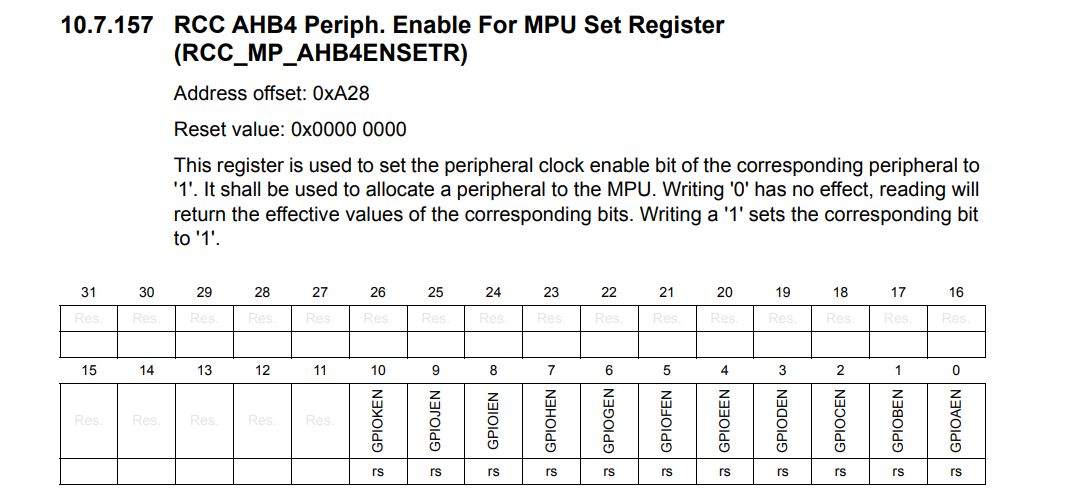 10.7.157 RCC AHB4 Periph. Enable For MPU Set Register
(RCC_MP_AHB4ENSETR)
Address offset: 0xA28
Reset value: 0x0000 0000
This register is used to set the peripheral clock enable bit of the corresponding peripheral to
'1'. It shall be used to allocate a peripheral to the MPU. Writing '0' has no effect, reading will
return the effective values of the corresponding bits. Writing a '1' sets the corresponding bit
to '1'.
31 30 29 28 27 26 25 24 23 22 21 20 19 18 17 16
Res. Res. Res. Res. Res. Res. Res. Res. Res. Res. Res. Res. Res. Res. Res. Res.
15 14 13 12 11 10 9 8 7 6 5 4 3 2 1 0
Res. Res. Res. Res. Res. GPIOKEN GPIOJEN GPIOIEN GPIOHEN GPIOGEN GPIOFEN GPIOEEN GPIODEN GPIOCEN GPIOBEN GPIOAEN
rs rs rs rs rs rs rs rs rs rs rs